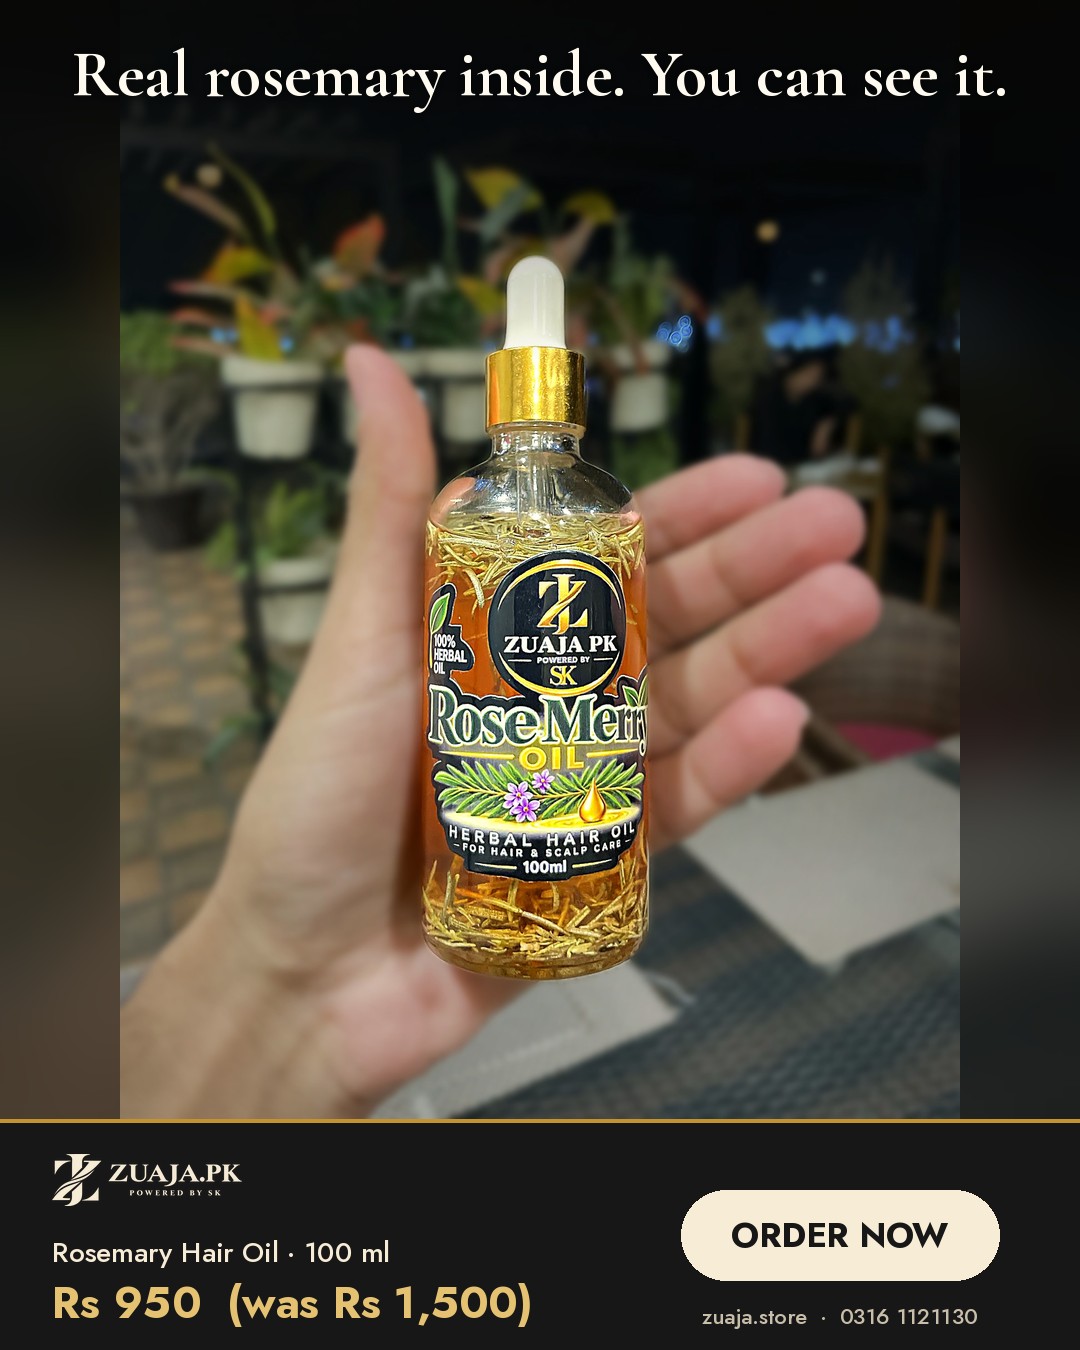 Real rosemary inside. You can see it.
ZL
ZUAJA PK
POWERED BY
SK
100%
HERBAL
OIL
Rose Merry
OIL
HERBAL HAIR OIL
FOR HAIR & SCALP CARE
100ml
ZUAJA.PK
POWERED BY SK
Rosemary Hair Oil · 100 ml
Rs 950 (was Rs 1,500)
ORDER NOW
zuaja.store · 0316 1121130